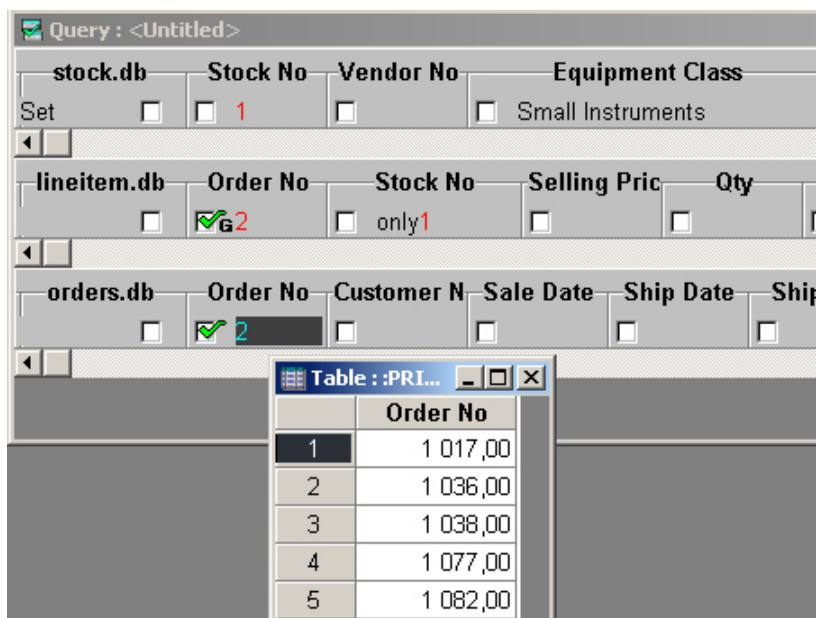 Query : <Untitled>
stock.db Stock No Vendor No Equipment Class
Set 1 Small Instruments
lineitem.db Order No Stock No Selling Pric Qty
G 2 only1
orders.db Order No Customer N Sale Date Ship Date Ship
2
Table : :PRI...
Order No
1 1 017,00
2 1 036,00
3 1 038,00
4 1 077,00
5 1 082,00